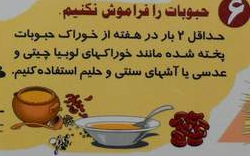 ۶ حبوبات را فراموش نکنیم.
حداقل ۲ بار در هفته از خوراک حبوبات
پخته شده مانند خوراکهای لوبیا چیتی و
عدسی یا آشهای سنتی و حلیم استفاده کنیم.